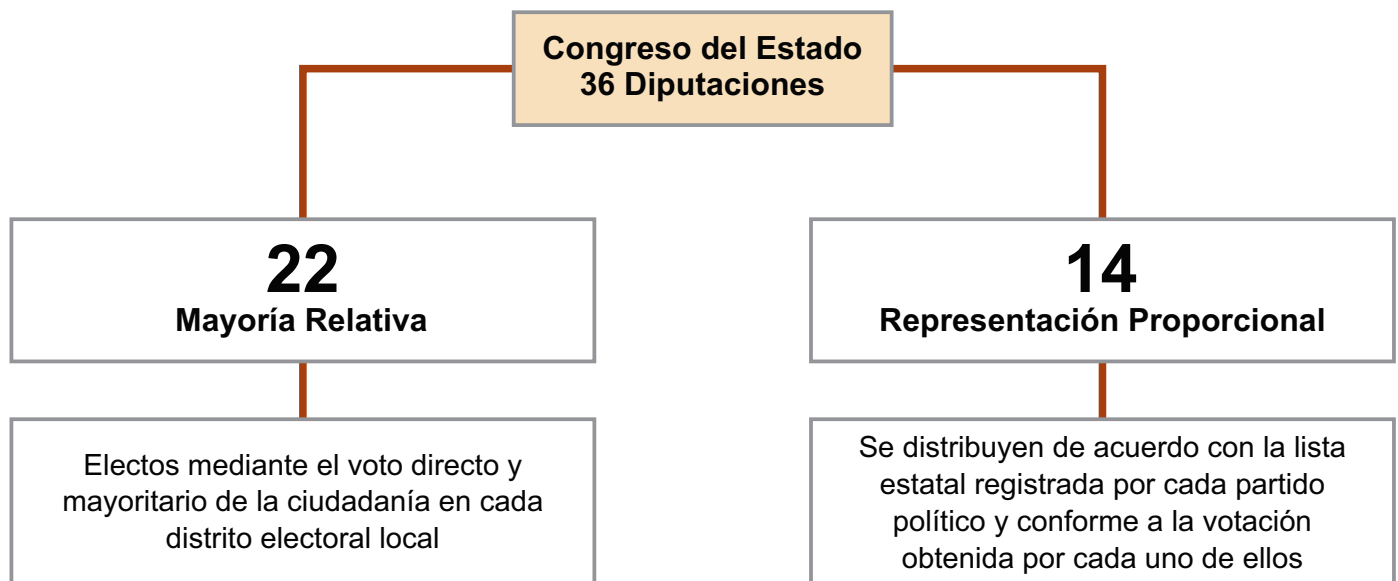 Congreso del Estado
36 Diputaciones
22
Mayoría Relativa
14
Representación Proporcional
Electos mediante el voto directo y
mayoritario de la ciudadanía en cada
distrito electoral local
Se distribuyen de acuerdo con la lista
estatal registrada por cada partido
político y conforme a la votación
obtenida por cada uno de ellos